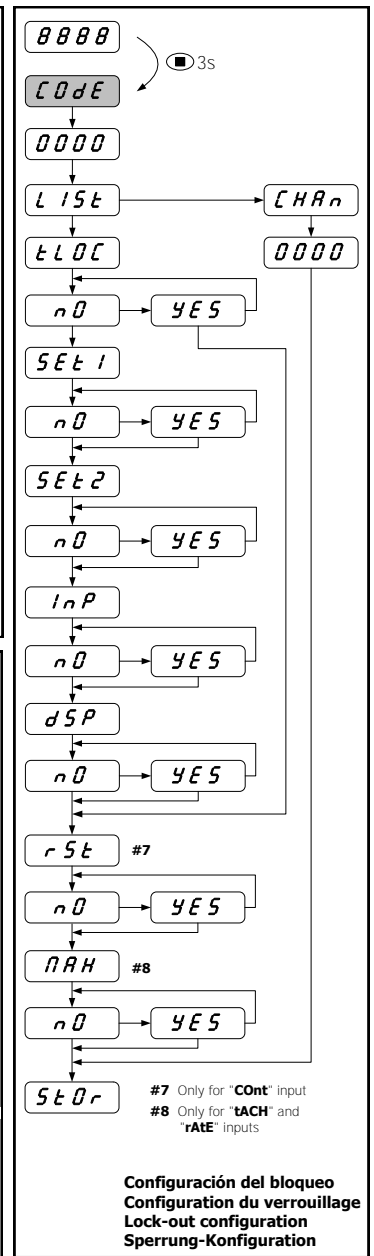 8888
3s
COdE
0000
LISt CHAn
tLOC 0000
nO YES
SEt1
nO YES
SEt2
nO YES
InP
nO YES
dSP
nO YES
rSt #7
nO YES
MAX #8
nO YES
StOr
#7 Only for "COnt" input
#8 Only for "tACH" and
"rAtE" inputs
Configuración del bloqueo
Configuration du verrouillage
Lock-out configuration
Sperrung-Konfiguration